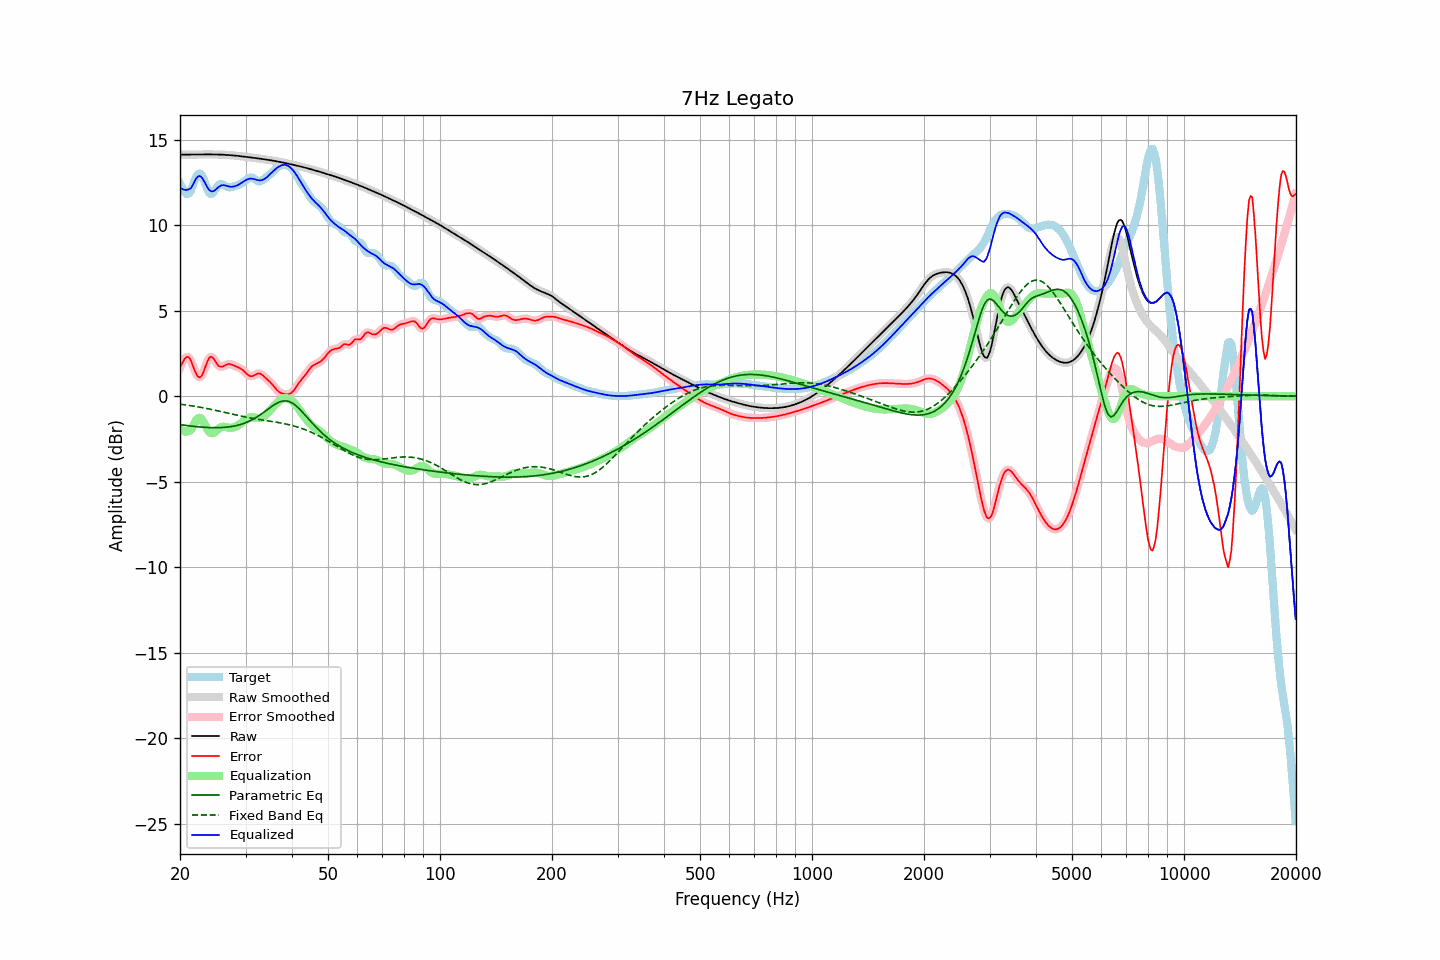 7Hz Legato
Amplitude (dBr)
15
10
5
0
−5
−10
−15
−20
−25
Target
Raw Smoothed
Error Smoothed
Raw
Error
Equalization
Parametric Eq
Fixed Band Eq
Equalized
20
50
100
200
500
1000
2000
5000
10000
20000
Frequency (Hz)